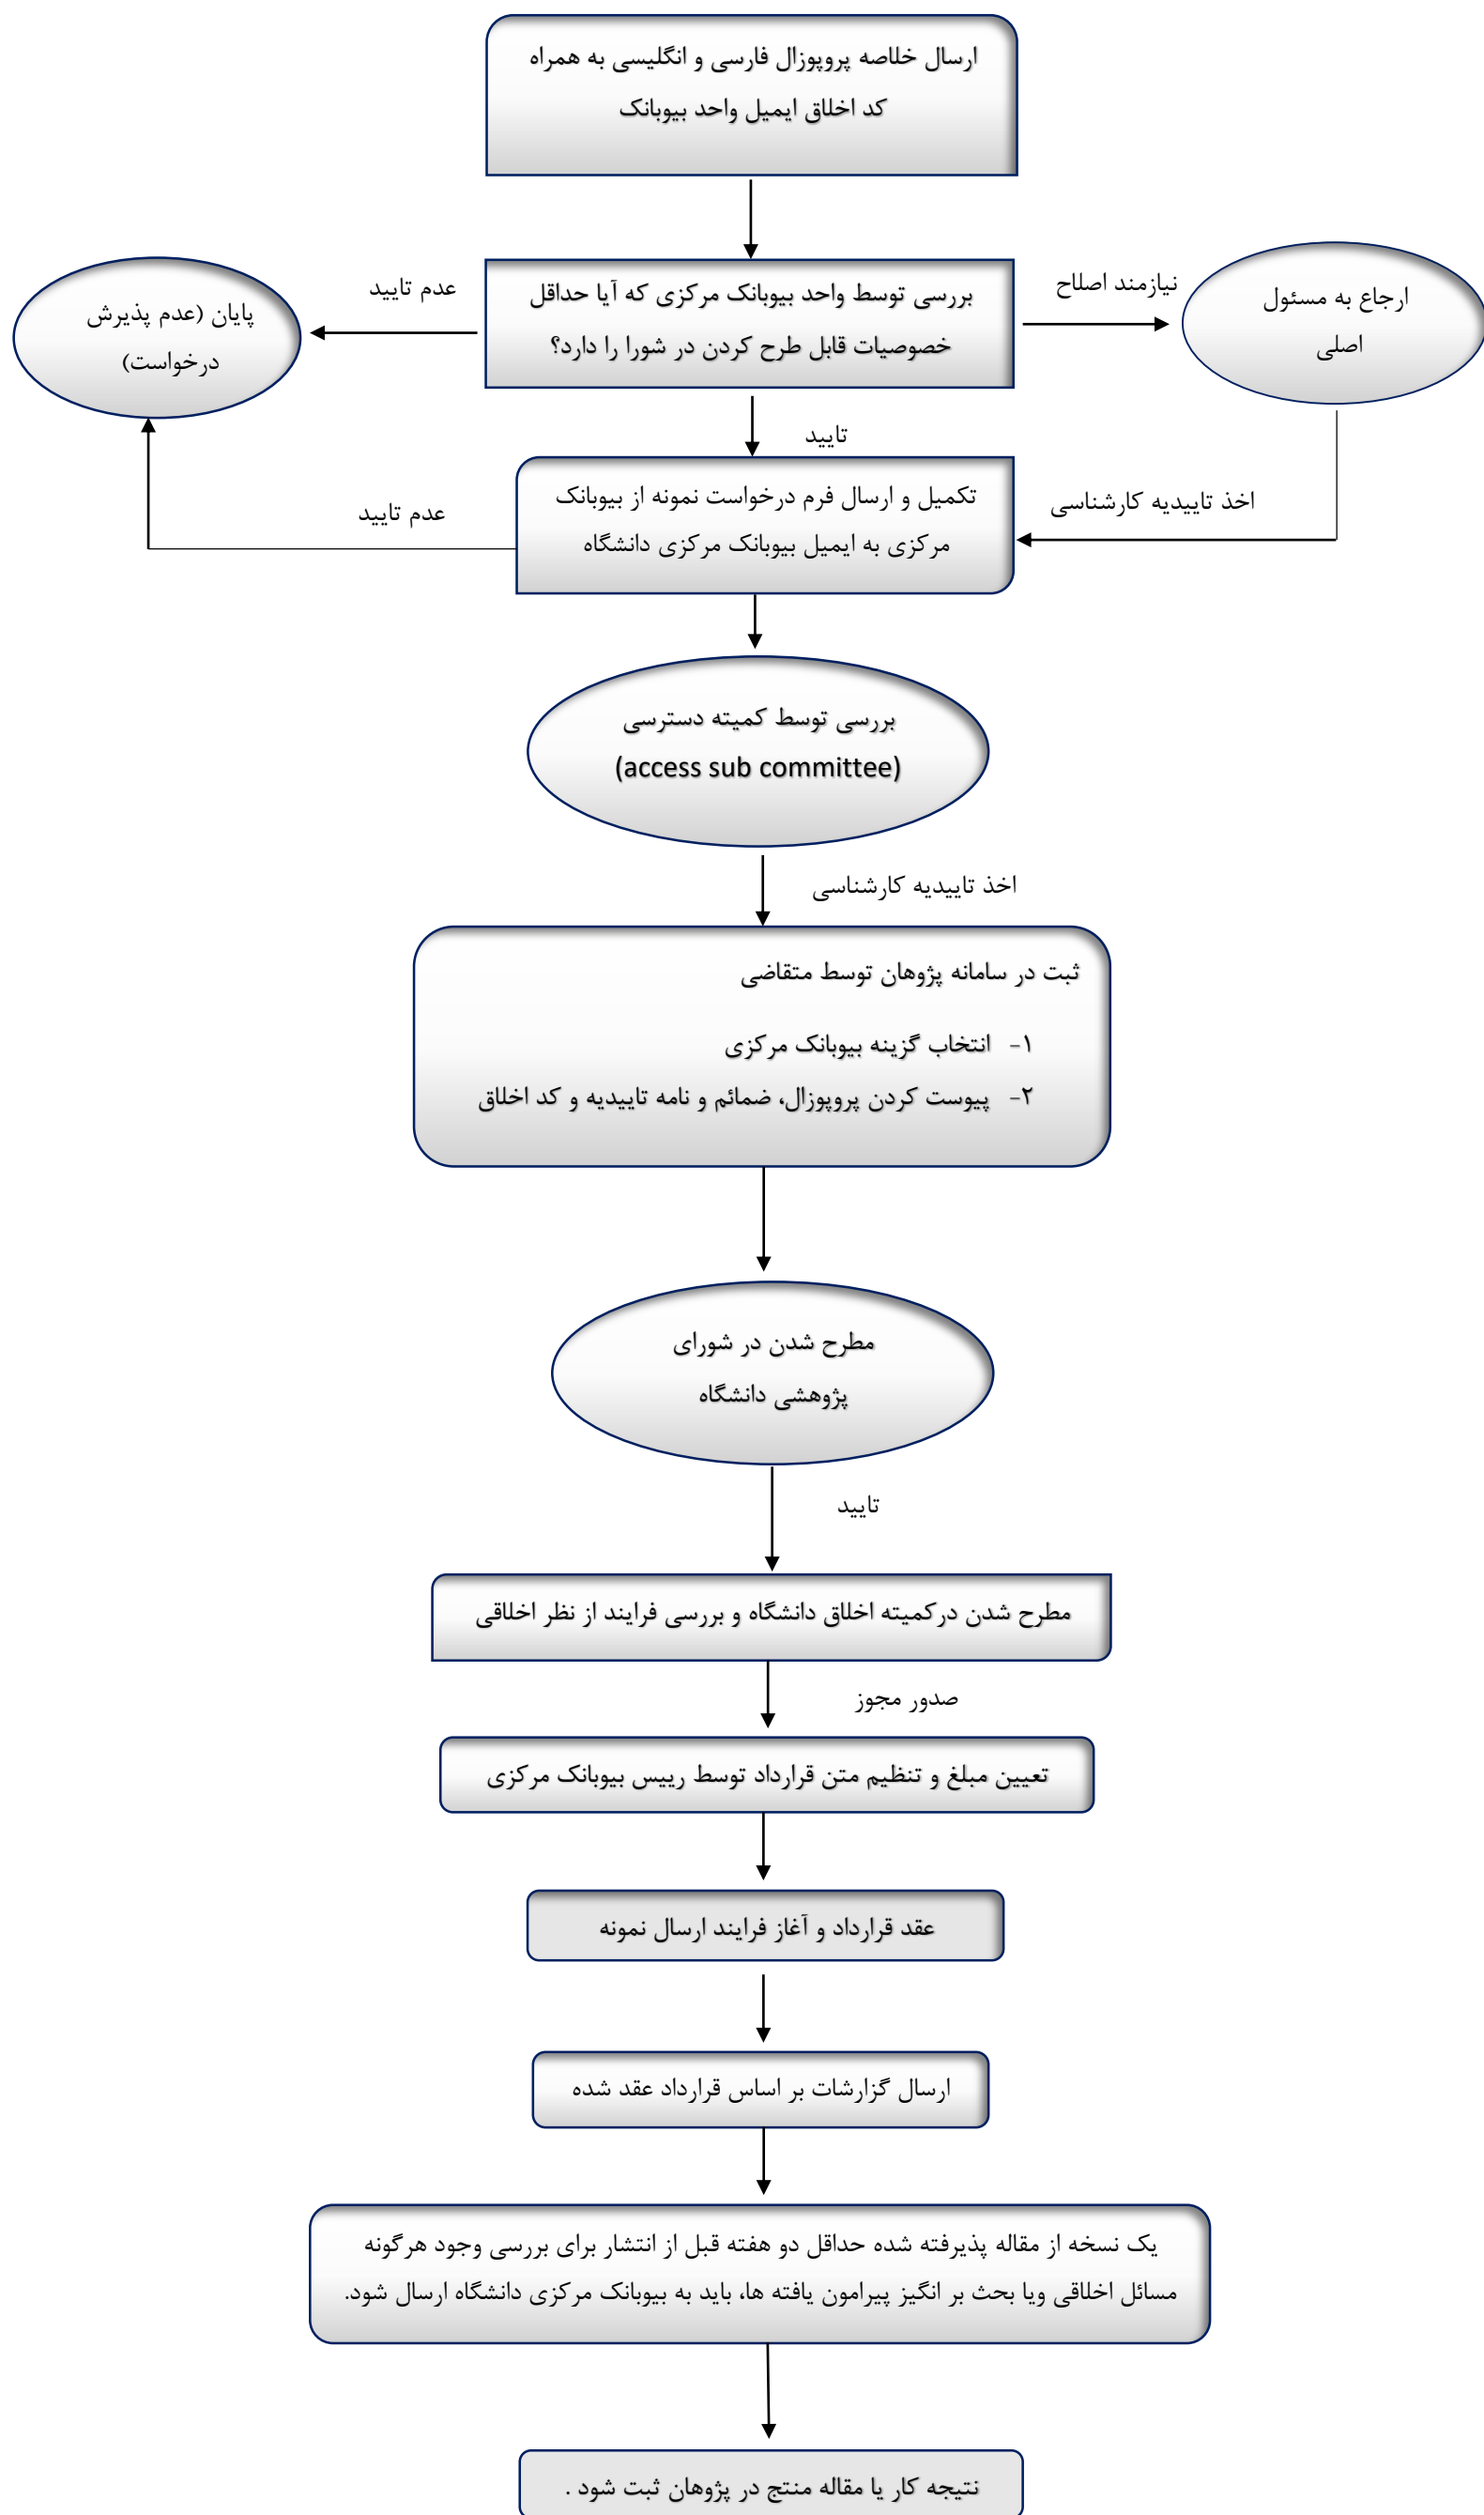 ارسال خلاصه پروپوزال فارسی و انگلیسی به همراه
کد اخلاق ایمیل واحد بیوبانک
نیازمند اصلاح
ارجاع به مسئول
اصلی
بررسی توسط واحد بیوبانک مرکزی که آیا حداقل
خصوصیات قابل طرح کردن در شورا را دارد؟
عدم تایید
پایان (عدم پذیرش
درخواست)
تایید
اخذ تاییدیه کارشناسی
تکمیل و ارسال فرم درخواست نمونه از بیوبانک
مرکزی به ایمیل بیوبانک مرکزی دانشگاه
عدم تایید
بررسی توسط کمیته دسترسی
(access sub committee)
اخذ تاییدیه کارشناسی
ثبت در سامانه پژوهان توسط متقاضی
۱- انتخاب گزینه بیوبانک مرکزی
۲- پیوست کردن پروپوزال، ضمائم و نامه تاییدیه و کد اخلاق
مطرح شدن در شورای
پژوهشی دانشگاه
تایید
مطرح شدن درکمیته اخلاق دانشگاه و بررسی فرایند از نظر اخلاقی
صدور مجوز
تعیین مبلغ و تنظیم متن قرارداد توسط رییس بیوبانک مرکزی
عقد قرارداد و آغاز فرایند ارسال نمونه
ارسال گزارشات بر اساس قرارداد عقد شده
یک نسخه از مقاله پذیرفته شده حداقل دو هفته قبل از انتشار برای بررسی وجود هرگونه
مسائل اخلاقی ویا بحث بر انگیز پیرامون یافته ها، باید به بیوبانک مرکزی دانشگاه ارسال شود.
نتیجه کار یا مقاله منتج در پژوهان ثبت شود .